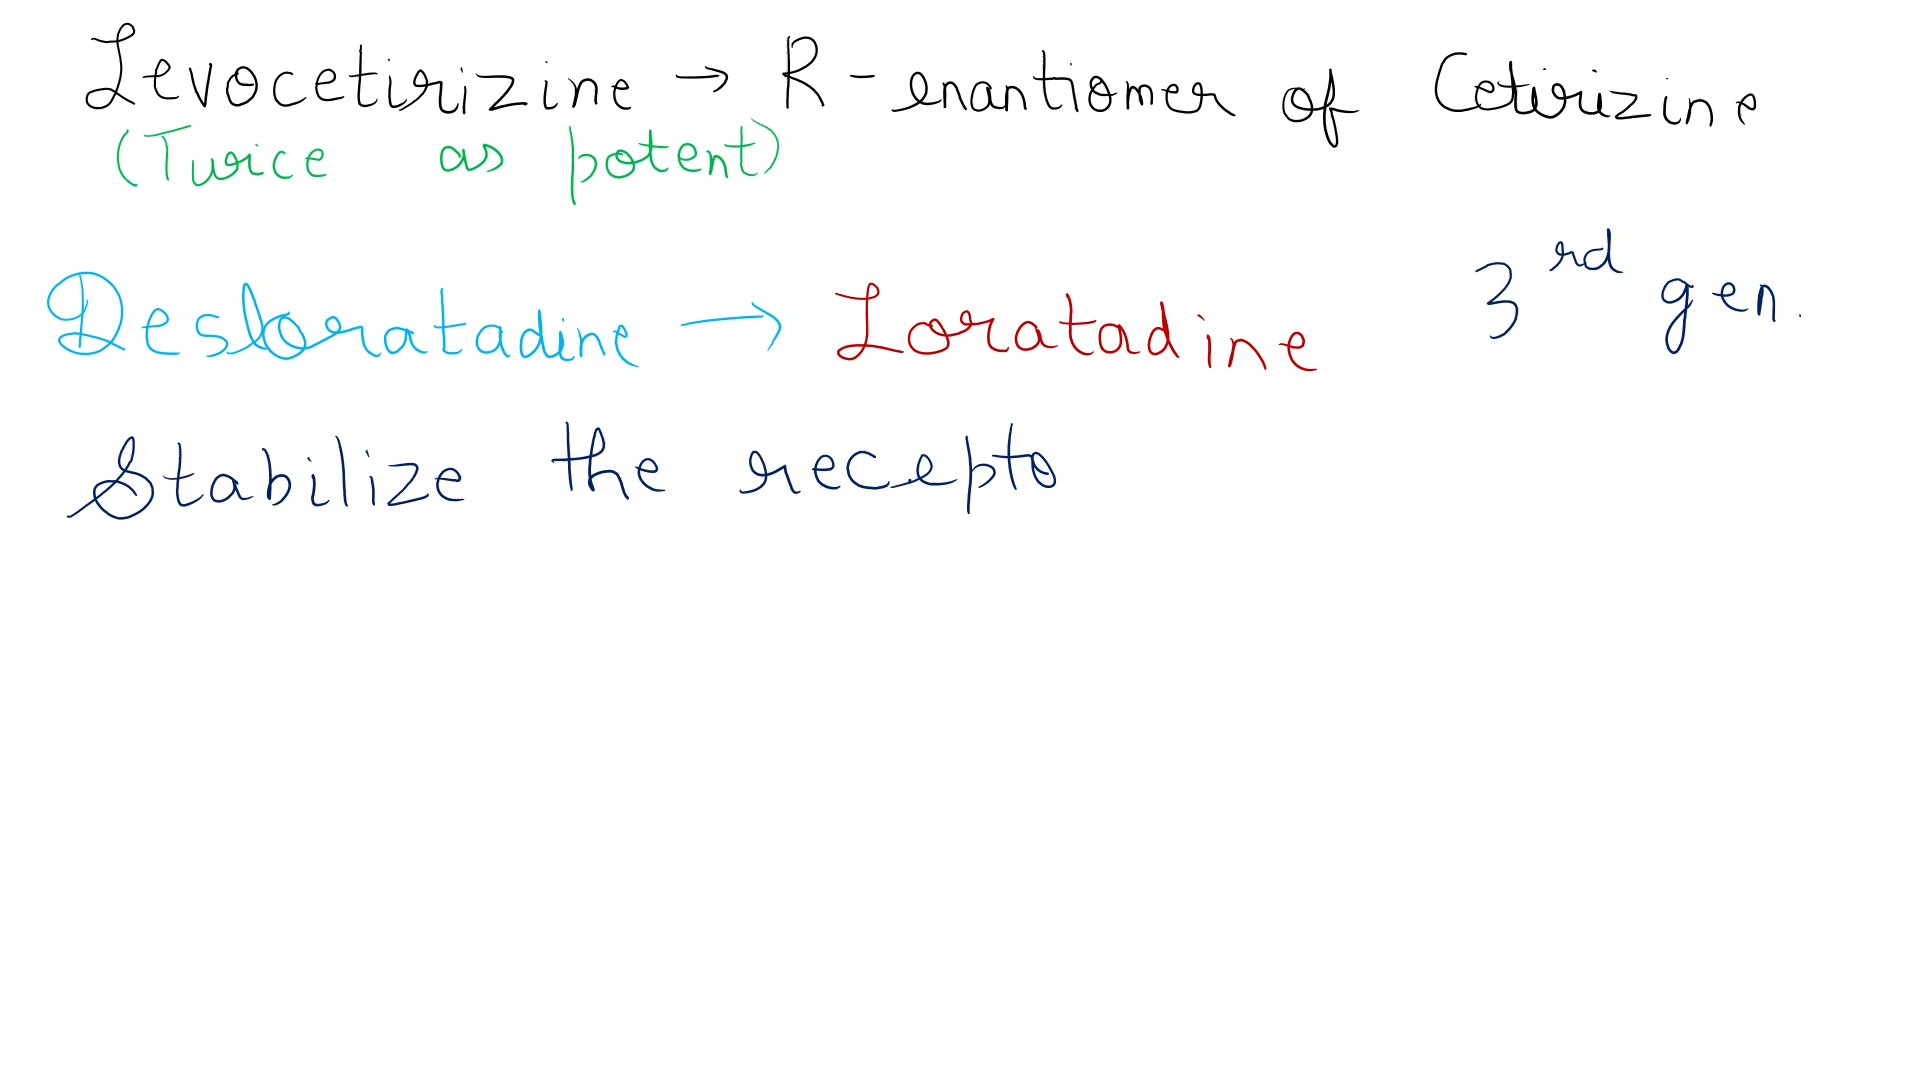 Levocetirizine → R-enantiomer of Cetirizine
(Twice as potent)
3rd gen.
Desloratadine → Loratadine
Stabilize the recepto